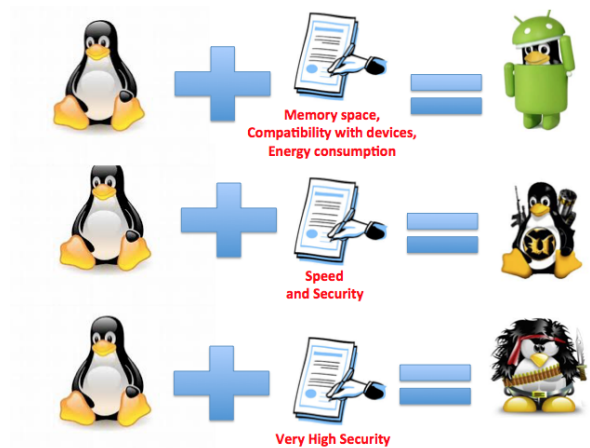 Memory space,
Compatibility with devices,
Energy consumption
Speed
and Security
Very High Security